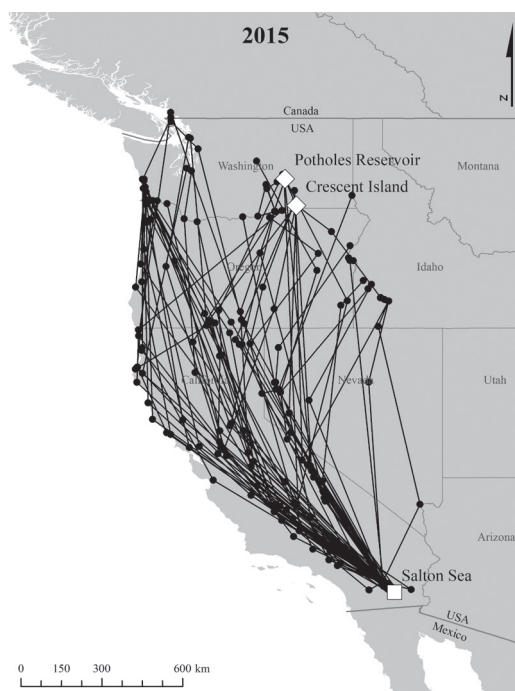 2015
N
Canada
USA
Washington
Potholes Reservoir
Montana
Crescent Island
Oregon
Idaho
California
Nevada
Utah
Arizona
Salton Sea
USA
Mexico
0 150 300 600 km